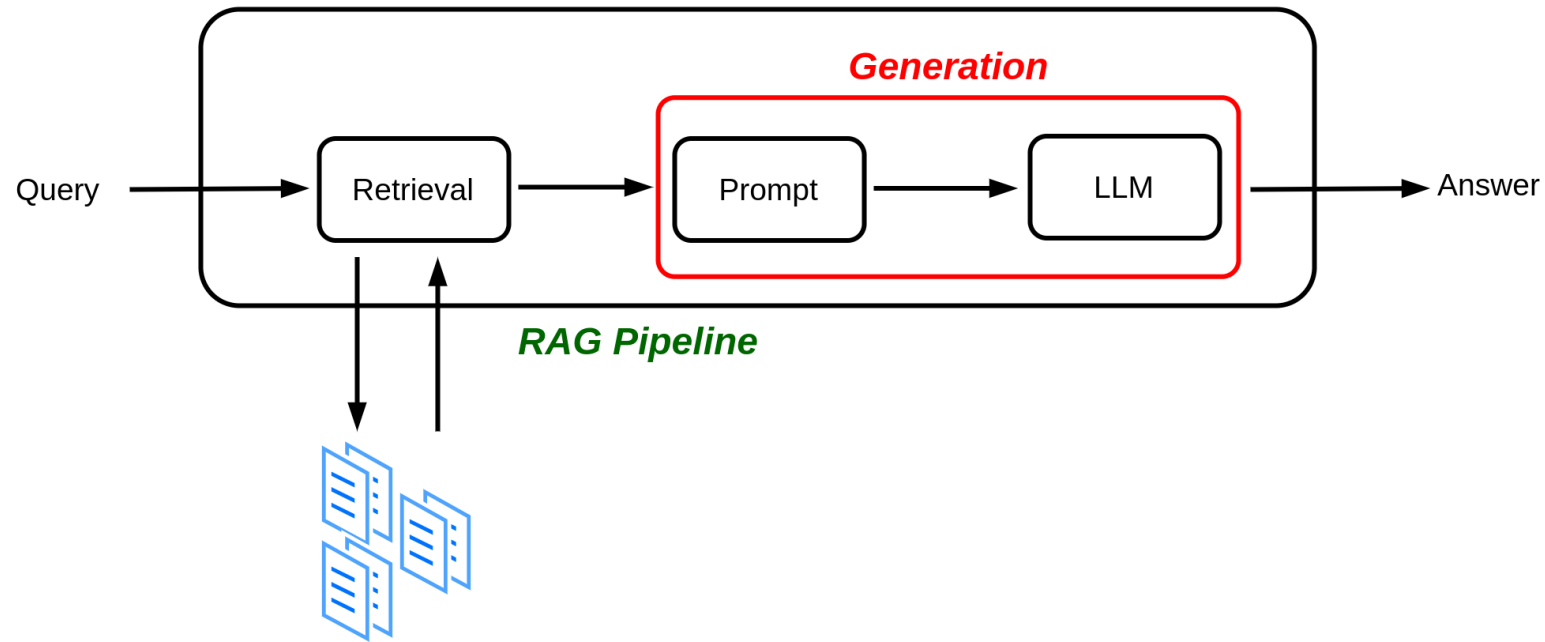 Generation
Query
Retrieval
Prompt
LLM
Answer
RAG Pipeline